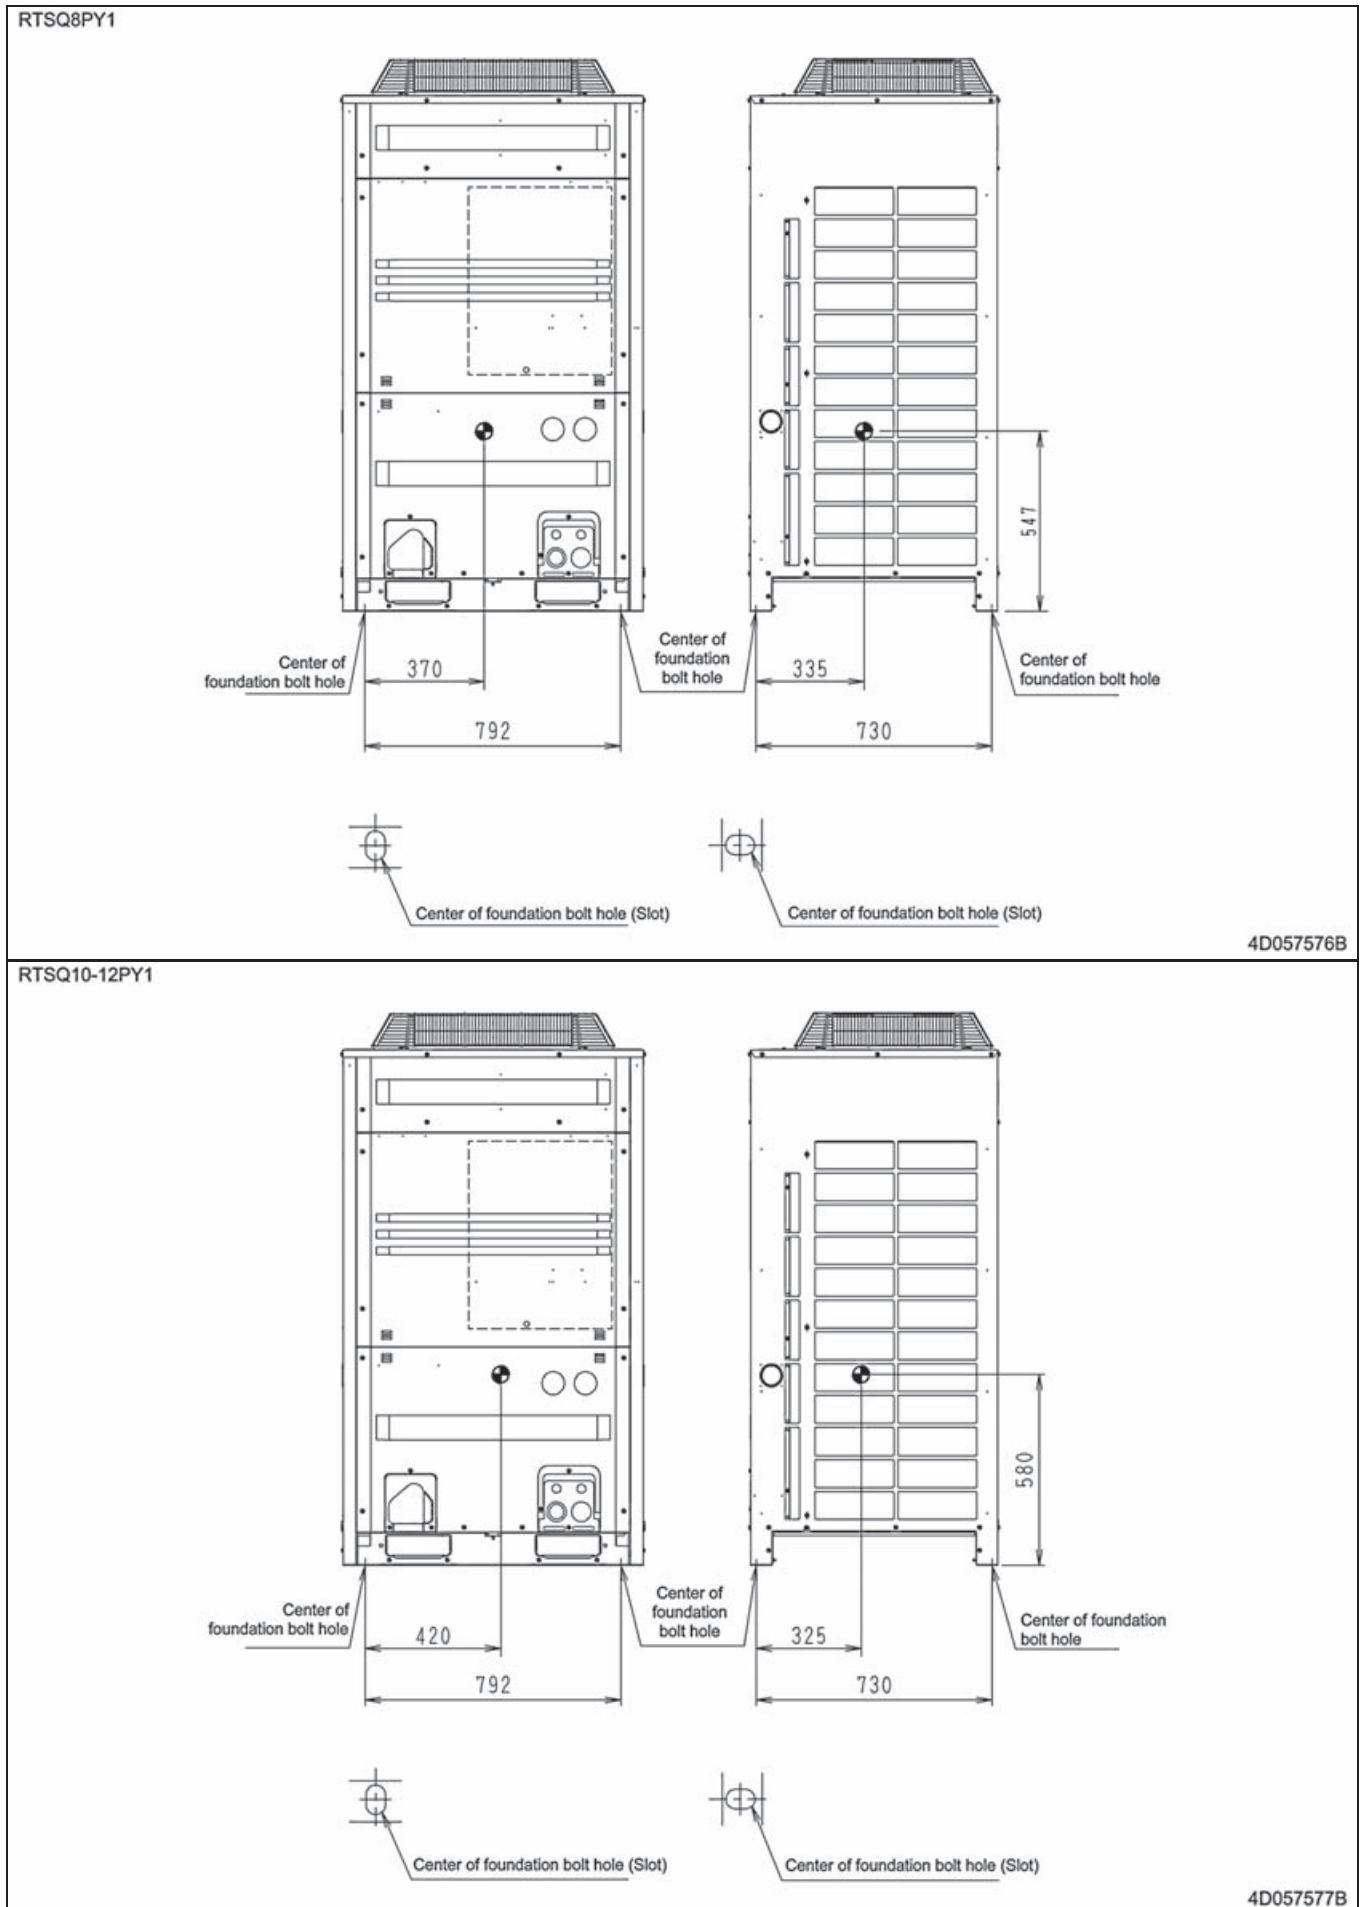 RTSQ8PY1
547
Center of
foundation bolt hole
370
Center of
foundation
bolt hole
335
Center of
foundation bolt hole
792
730
Center of foundation bolt hole (Slot)
Center of foundation bolt hole (Slot)
4D057576B
RTSQ10-12PY1
580
Center of
foundation bolt hole
420
Center of
foundation
bolt hole
325
Center of foundation
bolt hole
792
730
Center of foundation bolt hole (Slot)
Center of foundation bolt hole (Slot)
4D057577B